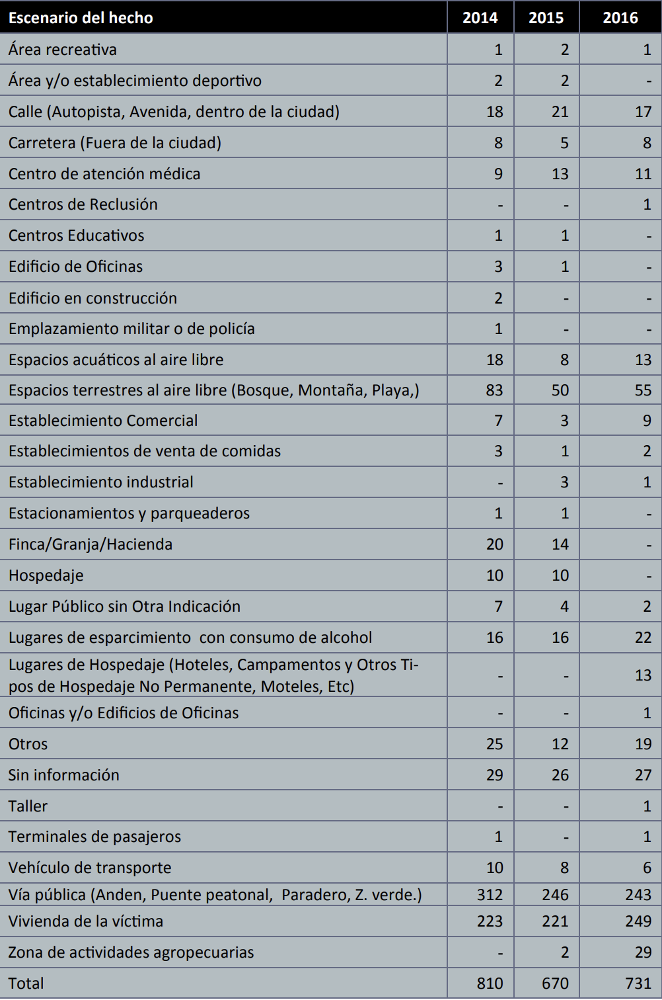 Escenario del hecho 2014 2015 2016
Área recreativa 1 2 1
Área y/o establecimiento deportivo 2 2 -
Calle (Autopista, Avenida, dentro de la ciudad) 18 21 17
Carretera (Fuera de la ciudad) 8 5 8
Centro de atención médica 9 13 11
Centros de Reclusión - - 1
Centros Educativos 1 1 -
Edificio de Oficinas 3 1 -
Edificio en construcción 2 - -
Emplazamiento militar o de policía 1 - -
Espacios acuáticos al aire libre 18 8 13
Espacios terrestres al aire libre (Bosque, Montaña, Playa,) 83 50 55
Establecimiento Comercial 7 3 9
Establecimientos de venta de comidas 3 1 2
Establecimiento industrial - 3 1
Estacionamientos y parqueaderos 1 1 -
Finca/Granja/Hacienda 20 14 -
Hospedaje 10 10 -
Lugar Público sin Otra Indicación 7 4 2
Lugares de esparcimiento  con consumo de alcohol 16 16 22
Lugares de Hospedaje (Hoteles, Campamentos y Otros Ti-
pos de Hospedaje No Permanente, Moteles, Etc) - - 13
Oficinas y/o Edificios de Oficinas - - 1
Otros 25 12 19
Sin información 29 26 27
Taller - - 1
Terminales de pasajeros 1 - 1
Vehículo de transporte 10 8 6
Vía pública (Anden, Puente peatonal,  Paradero, Z. verde.) 312 246 243
Vivienda de la víctima 223 221 249
Zona de actividades agropecuarias - 2 29
Total 810 670 731